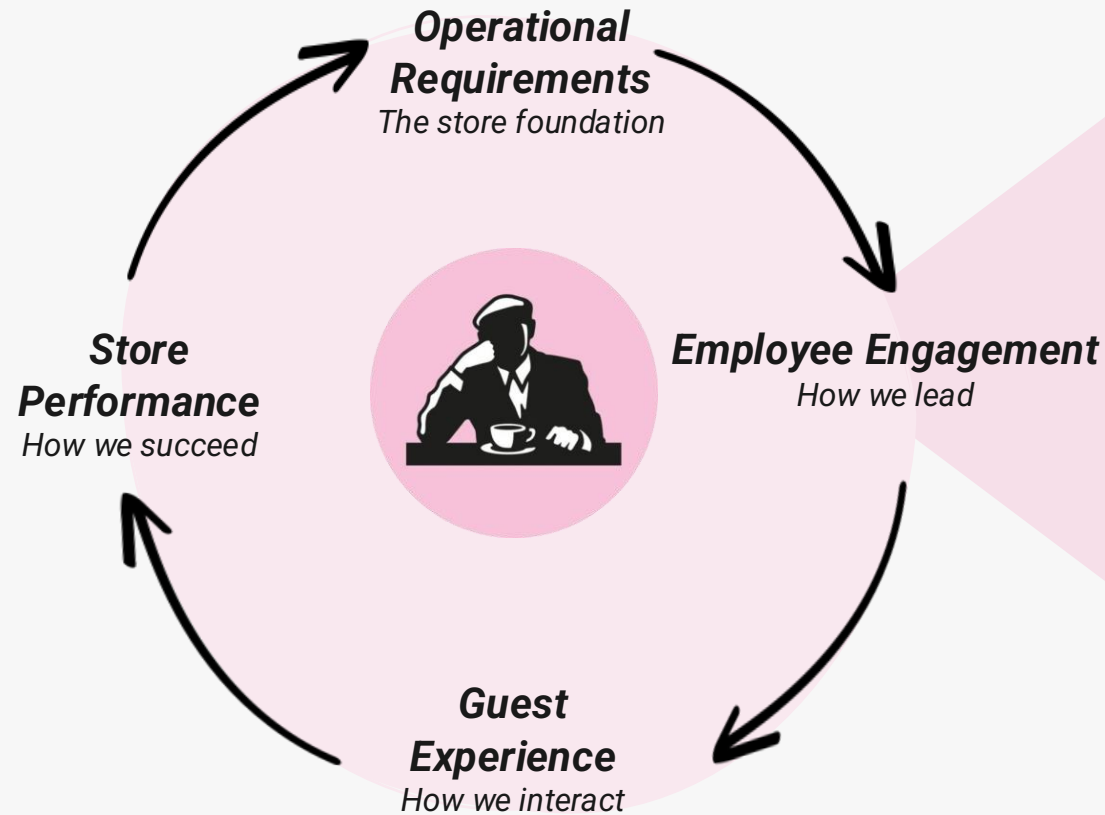 Operational
Requirements
The store foundation
Employee Engagement
How we lead
Guest
Experience
How we interact
Store
Performance
How we succeed